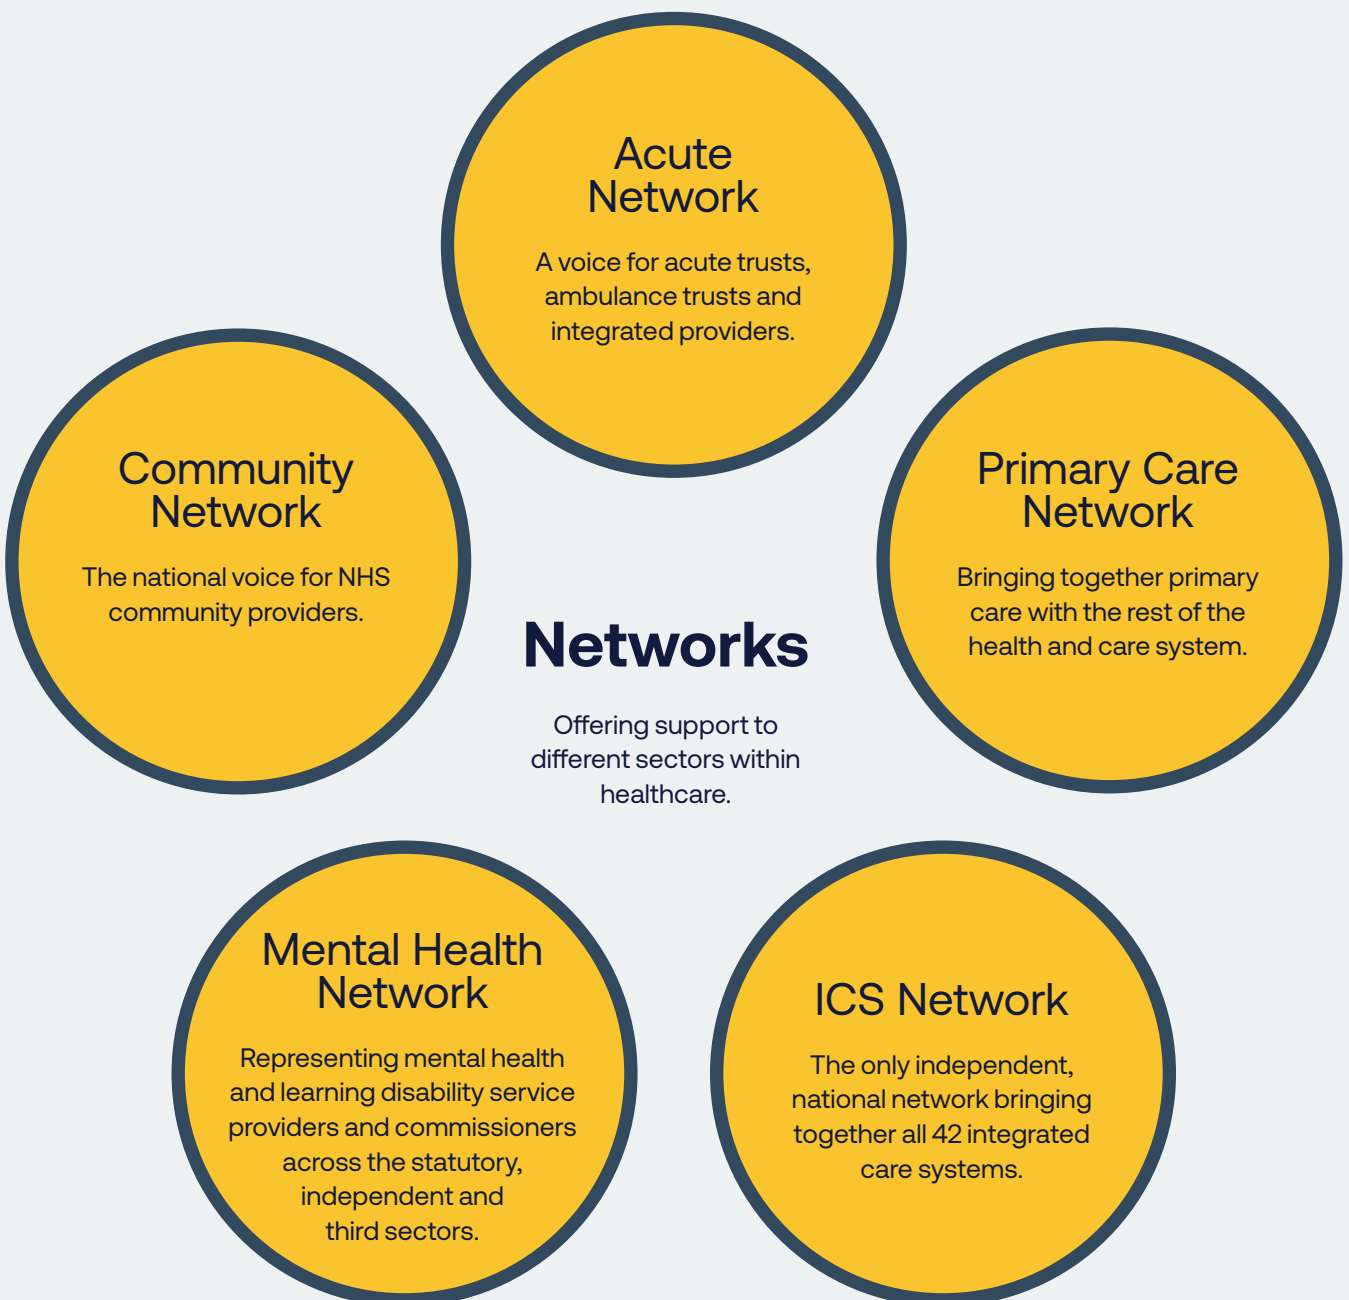 Acute
Network
A voice for acute trusts,
ambulance trusts and
integrated providers.
Community
Network
The national voice for NHS
community providers.
Primary Care
Network
Bringing together primary
care with the rest of the
health and care system.
Networks
Offering support to
different sectors within
healthcare.
Mental Health
Network
Representing mental health
and learning disability service
providers and commissioners
across the statutory,
independent and
third sectors.
ICS Network
The only independent,
national network bringing
together all 42 integrated
care systems.